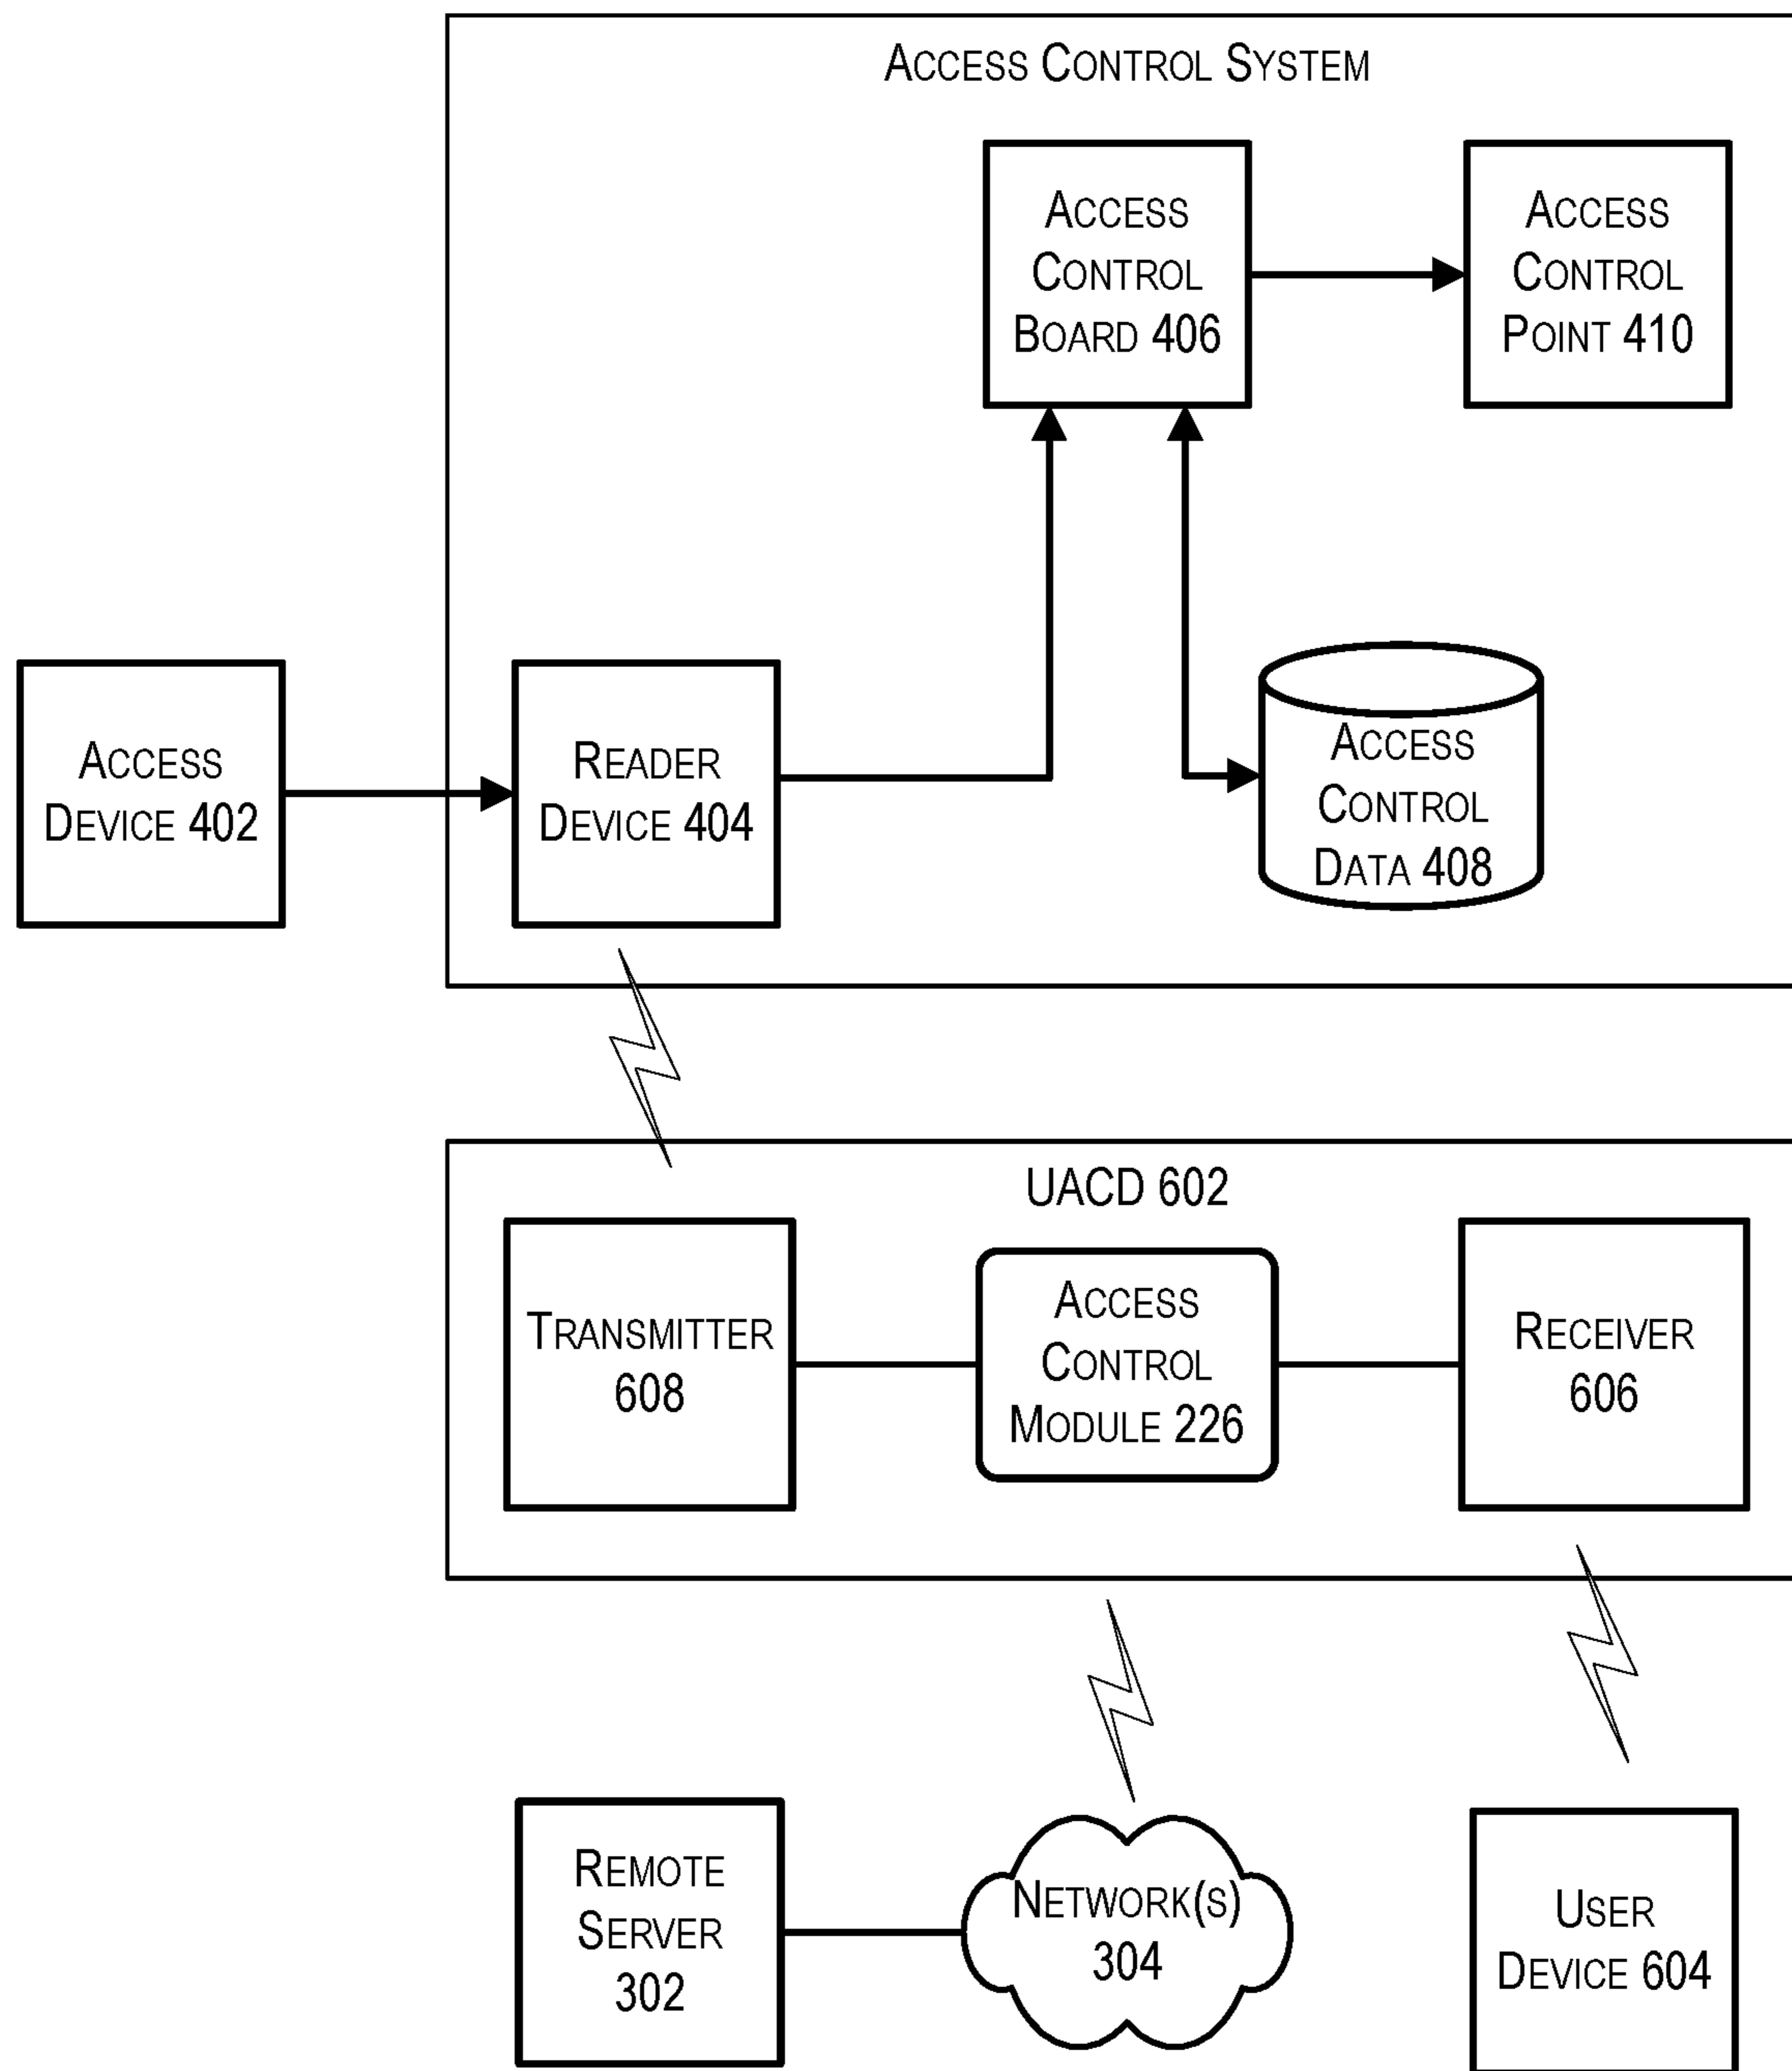 Access Control System
Access
Control
Board 406
Access
Control
Point 410
Access
Device 402
Reader
Device 404
Access
Control
Data 408
UACD 602
Transmitter
608
Access
Control
Module 226
Receiver
606
Remote
Server
302
Network(s)
304
User
Device 604